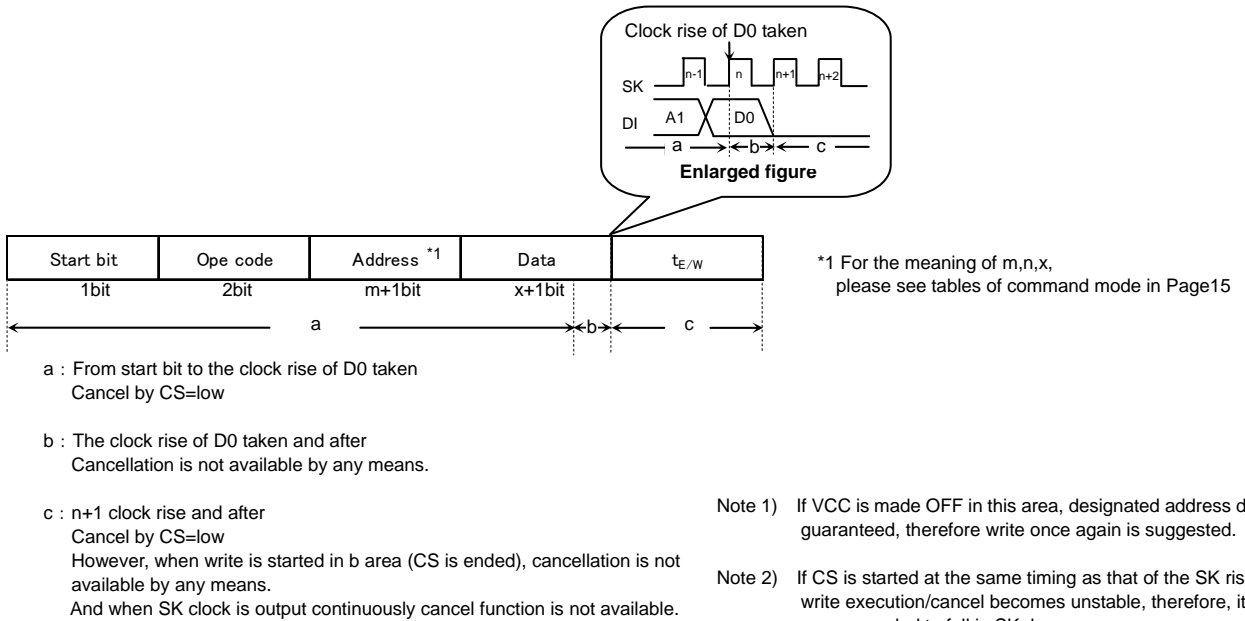 Clock rise of D0 taken
SK
n-1 n n+1 n+2
DI
A1 D0
a b c
Enlarged figure
Start bit Ope code Address *1 Data tE/W
1bit 2bit m+1bit x+1bit
a b c
*1 For the meaning of m,n,x,
please see tables of command mode in Page15
a : From start bit to the clock rise of D0 taken
Cancel by CS=low
b : The clock rise of D0 taken and after
Cancellation is not available by any means.
c : n+1 clock rise and after
Cancel by CS=low
However, when write is started in b area (CS is ended), cancellation is not
available by any means.
And when SK clock is output continuously cancel function is not available.
Note 1) If VCC is made OFF in this area, designated address d
guaranteed, therefore write once again is suggested.
Note 2) If CS is started at the same timing as that of the SK ris
write execution/cancel becomes unstable, therefore, it